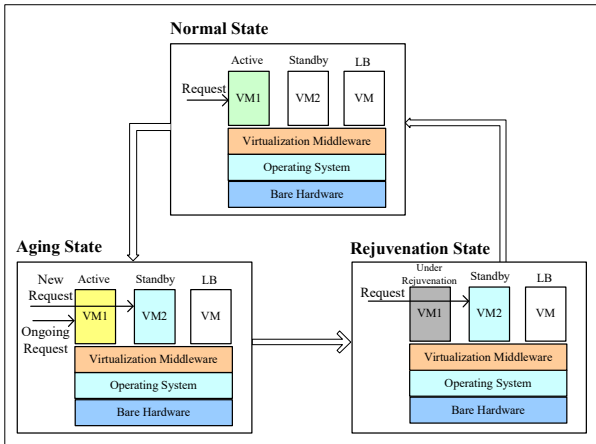 Normal State
Active Standby LB
Request
VM1 VM2 VM
Virtualization Middleware
Operating System
Bare Hardware
Aging State
New Active Standby LB
Request
VM1 VM2 VM
Ongoing
Request
Virtualization Middleware
Operating System
Bare Hardware
Rejuvenation State
Under
Rejuvenation Standby LB
Request
VM1 VM2 VM
Virtualization Middleware
Operating System
Bare Hardware